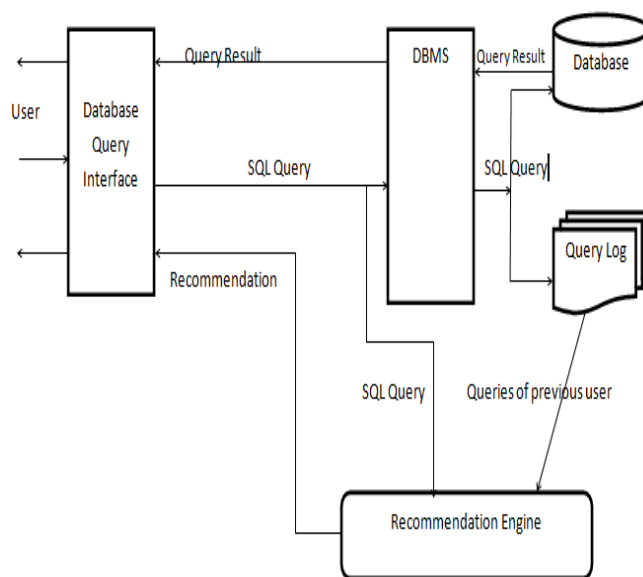 Query Result
DBMS
Query Result
Database
User
Database
Query
Interface
SQL Query
SQL Query
Query Log
Recommendation
SQL Query
Queries of previous user
Recommendation Engine